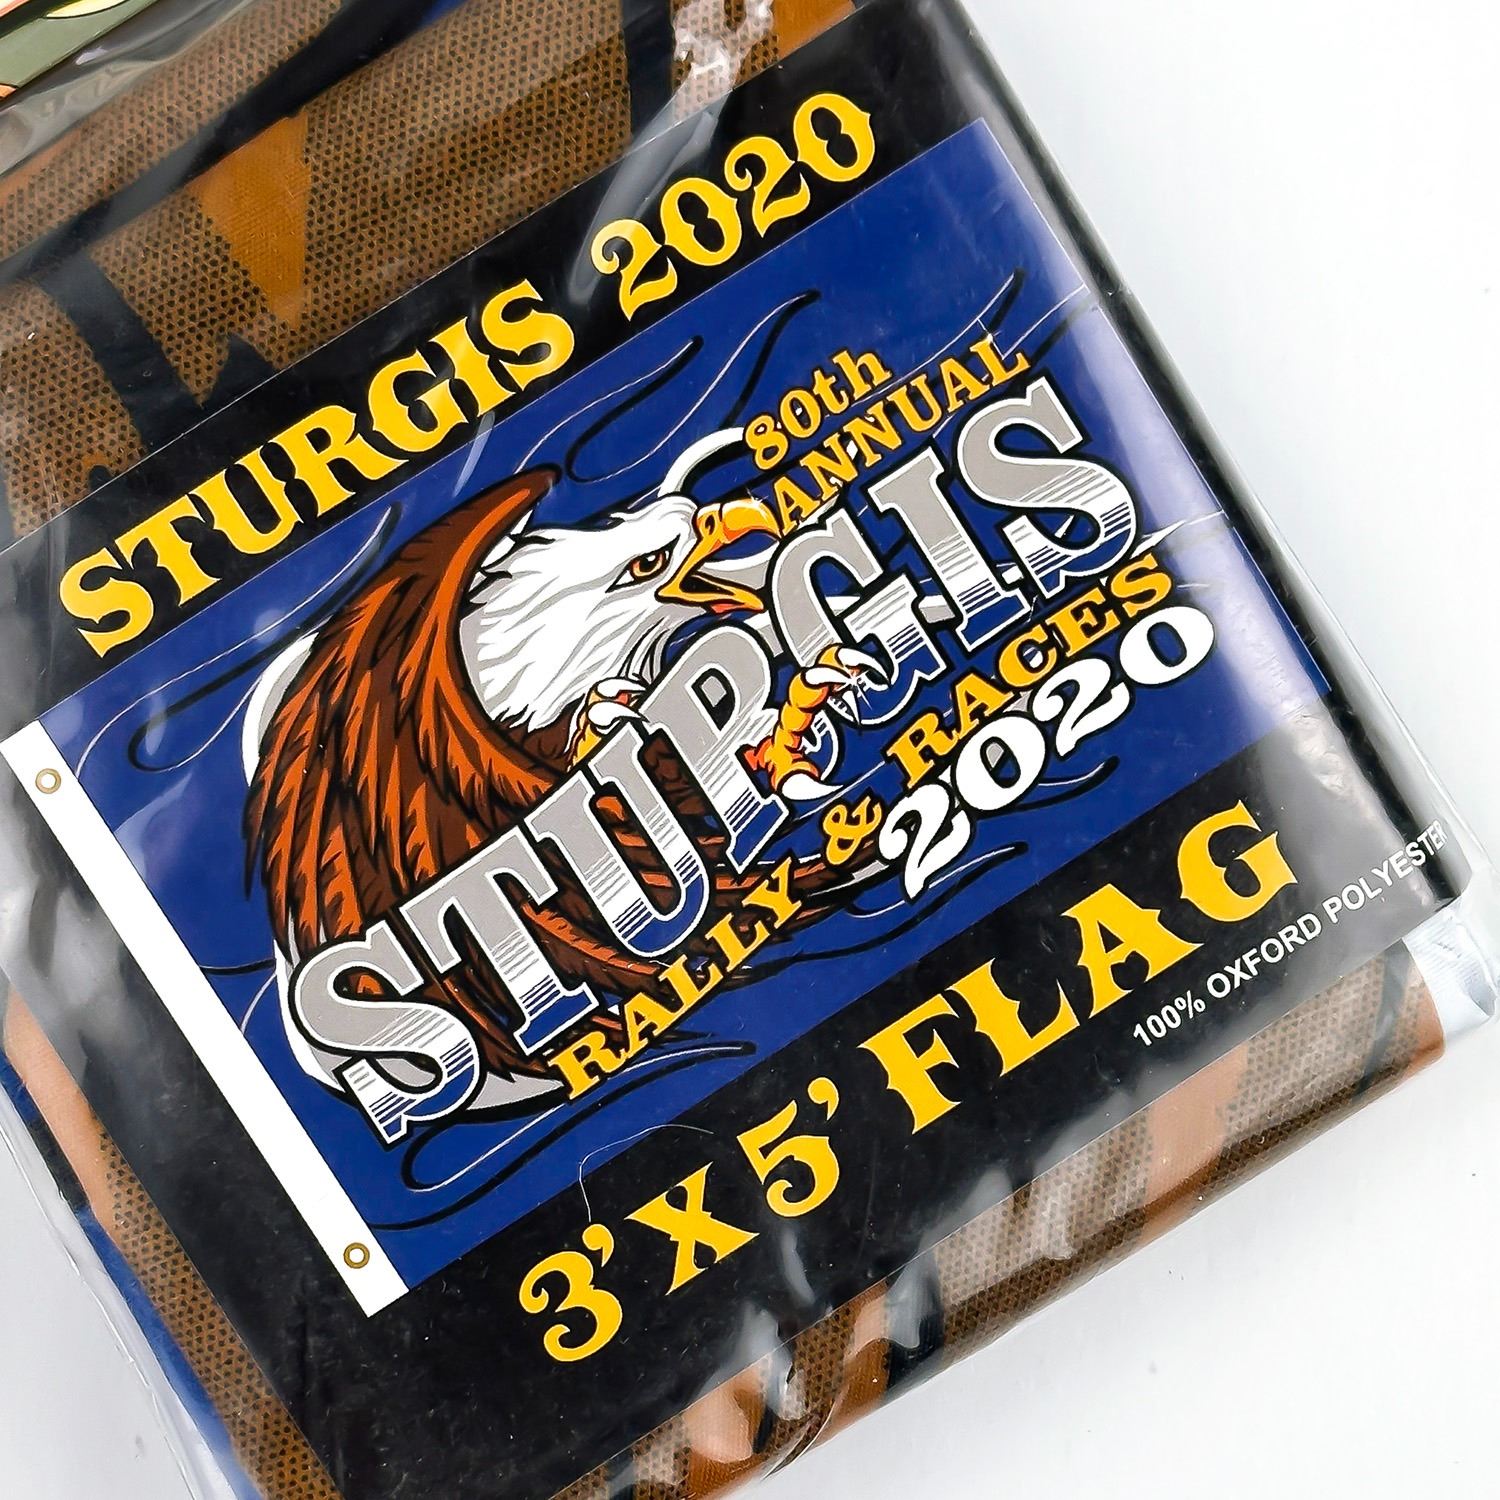 STURGIS 2020
80th
ANNUAL
STURGIS
RALLY & RACES
2020
3' X 5' FLAG
100% OXFORD POLYESTER